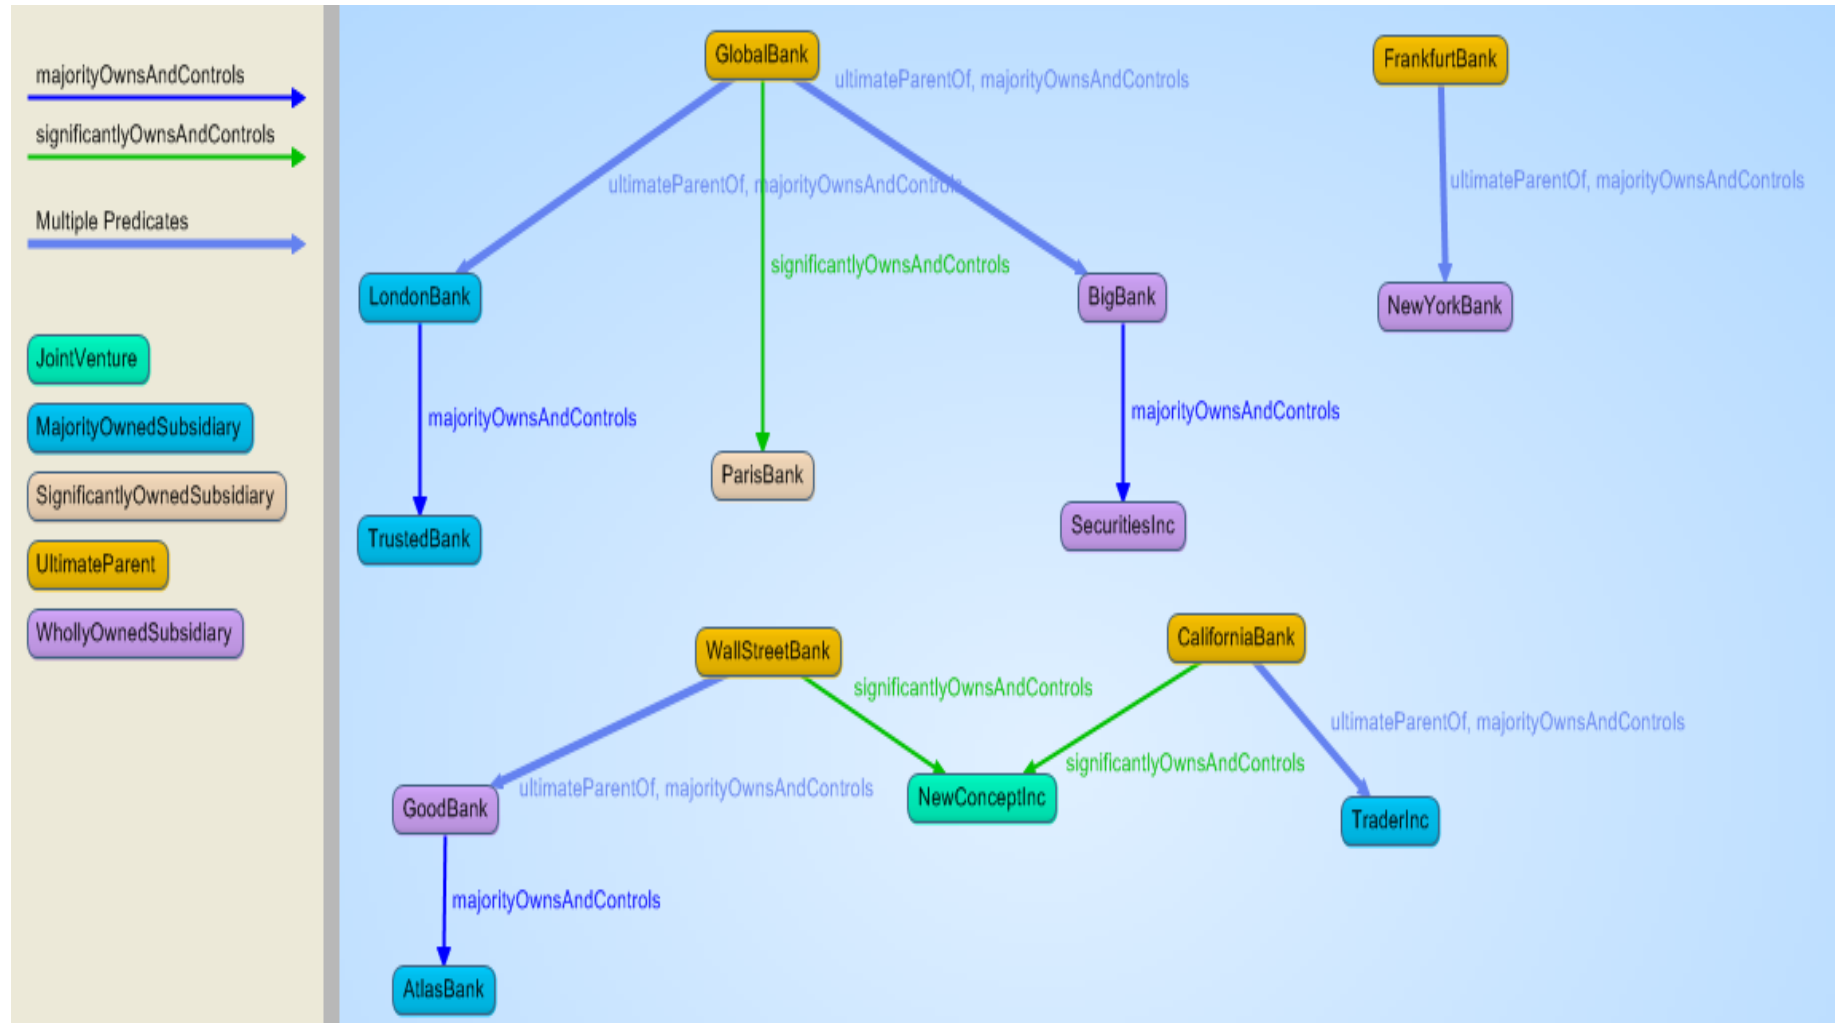 majorityOwnsAndControls
significantlyOwnsAndControls
Multiple Predicates
JointVenture
MajorityOwnedSubsidiary
SignificantlyOwnedSubsidiary
UltimateParent
WhollyOwnedSubsidiary
GlobalBank
ultimateParentOf, majorityOwnsAndControls
FrankfurtBank
ultimateParentOf, majorityOwnsAndControls
ultimateParentOf, majorityOwnsAndControls
significantlyOwnsAndControls
LondonBank
BigBank
NewYorkBank
majorityOwnsAndControls
majorityOwnsAndControls
ParisBank
TrustedBank
SecuritiesInc
WallStreetBank
CaliforniaBank
significantlyOwnsAndControls
ultimateParentOf, majorityOwnsAndControls
significantlyOwnsAndControls
ultimateParentOf, majorityOwnsAndControls
GoodBank
NewConceptInc
TraderInc
majorityOwnsAndControls
AtlasBank